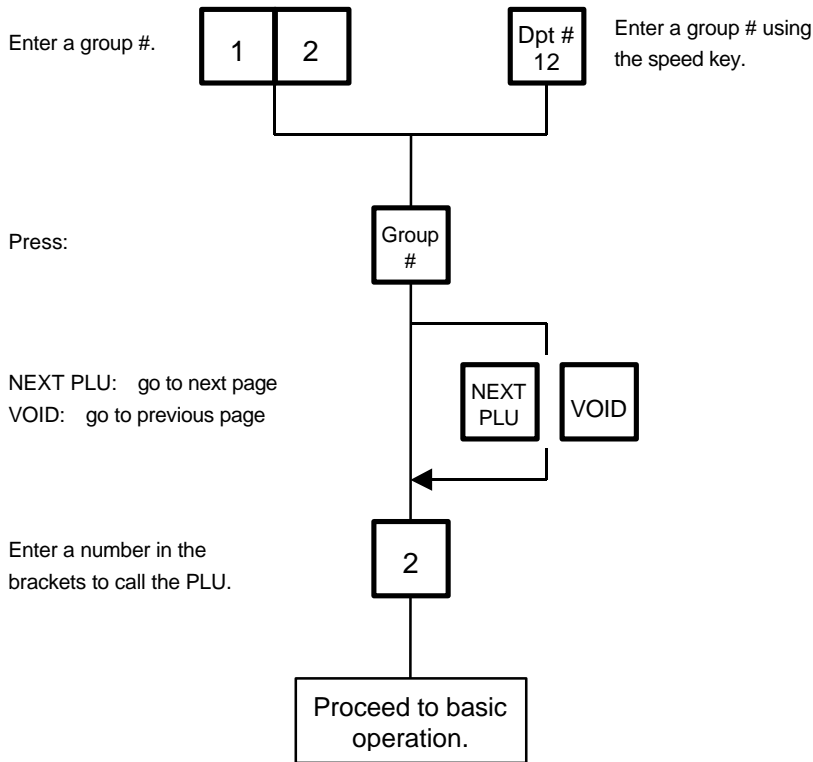 Enter a group #.
1 2
Dpt #
12
Enter a group # using
the speed key.
Press:
Group
#
NEXT PLU: go to next page
VOID: go to previous page
NEXT
PLU
VOID
Enter a number in the
brackets to call the PLU.
2
Proceed to basic
operation.